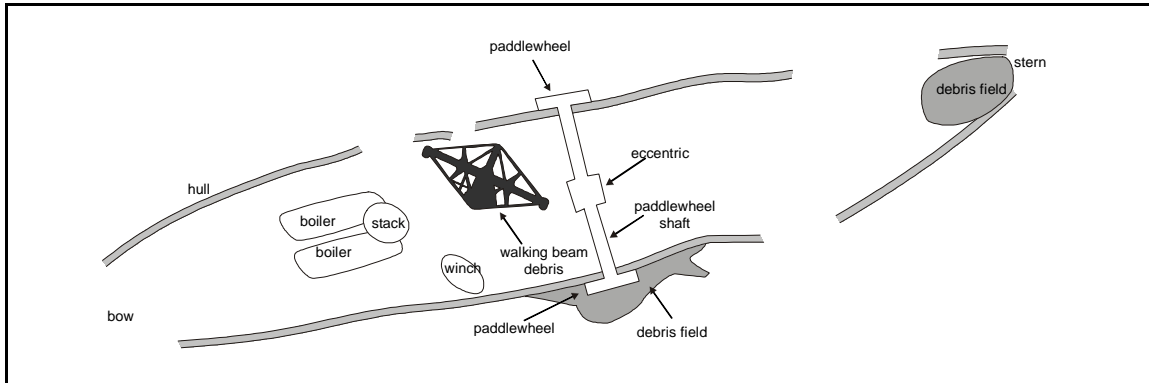 paddlewheel
stern
debris field
eccentric
hull
boiler
stack
paddlewheel
shaft
boiler
walking beam
debris
winch
bow
paddlewheel
debris field